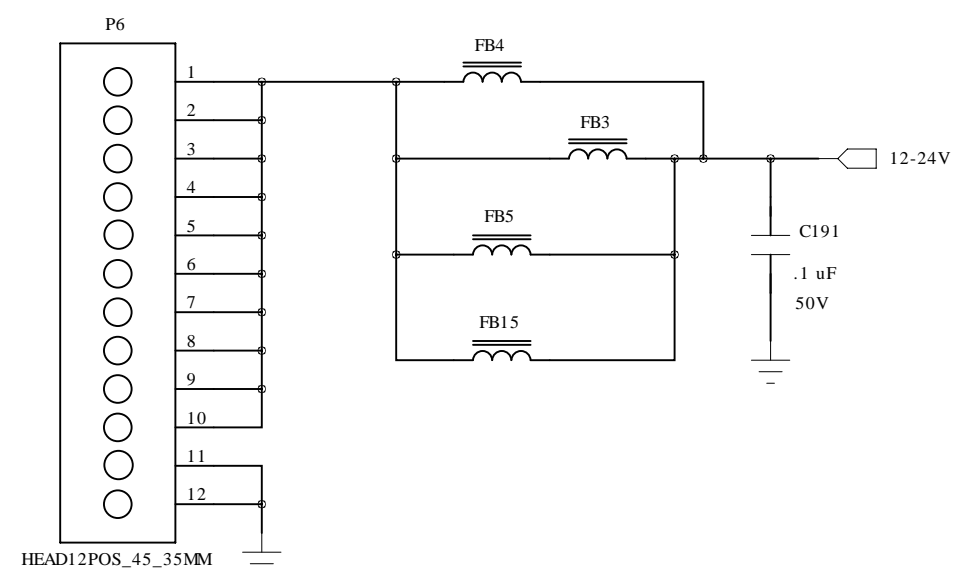 P6
FB4
1
2
FB3
3
12-24V
4
5
FB5
C191
6
.1 uF
7
50V
8
FB15
9
10
11
12
HEAD12POS_45_35MM